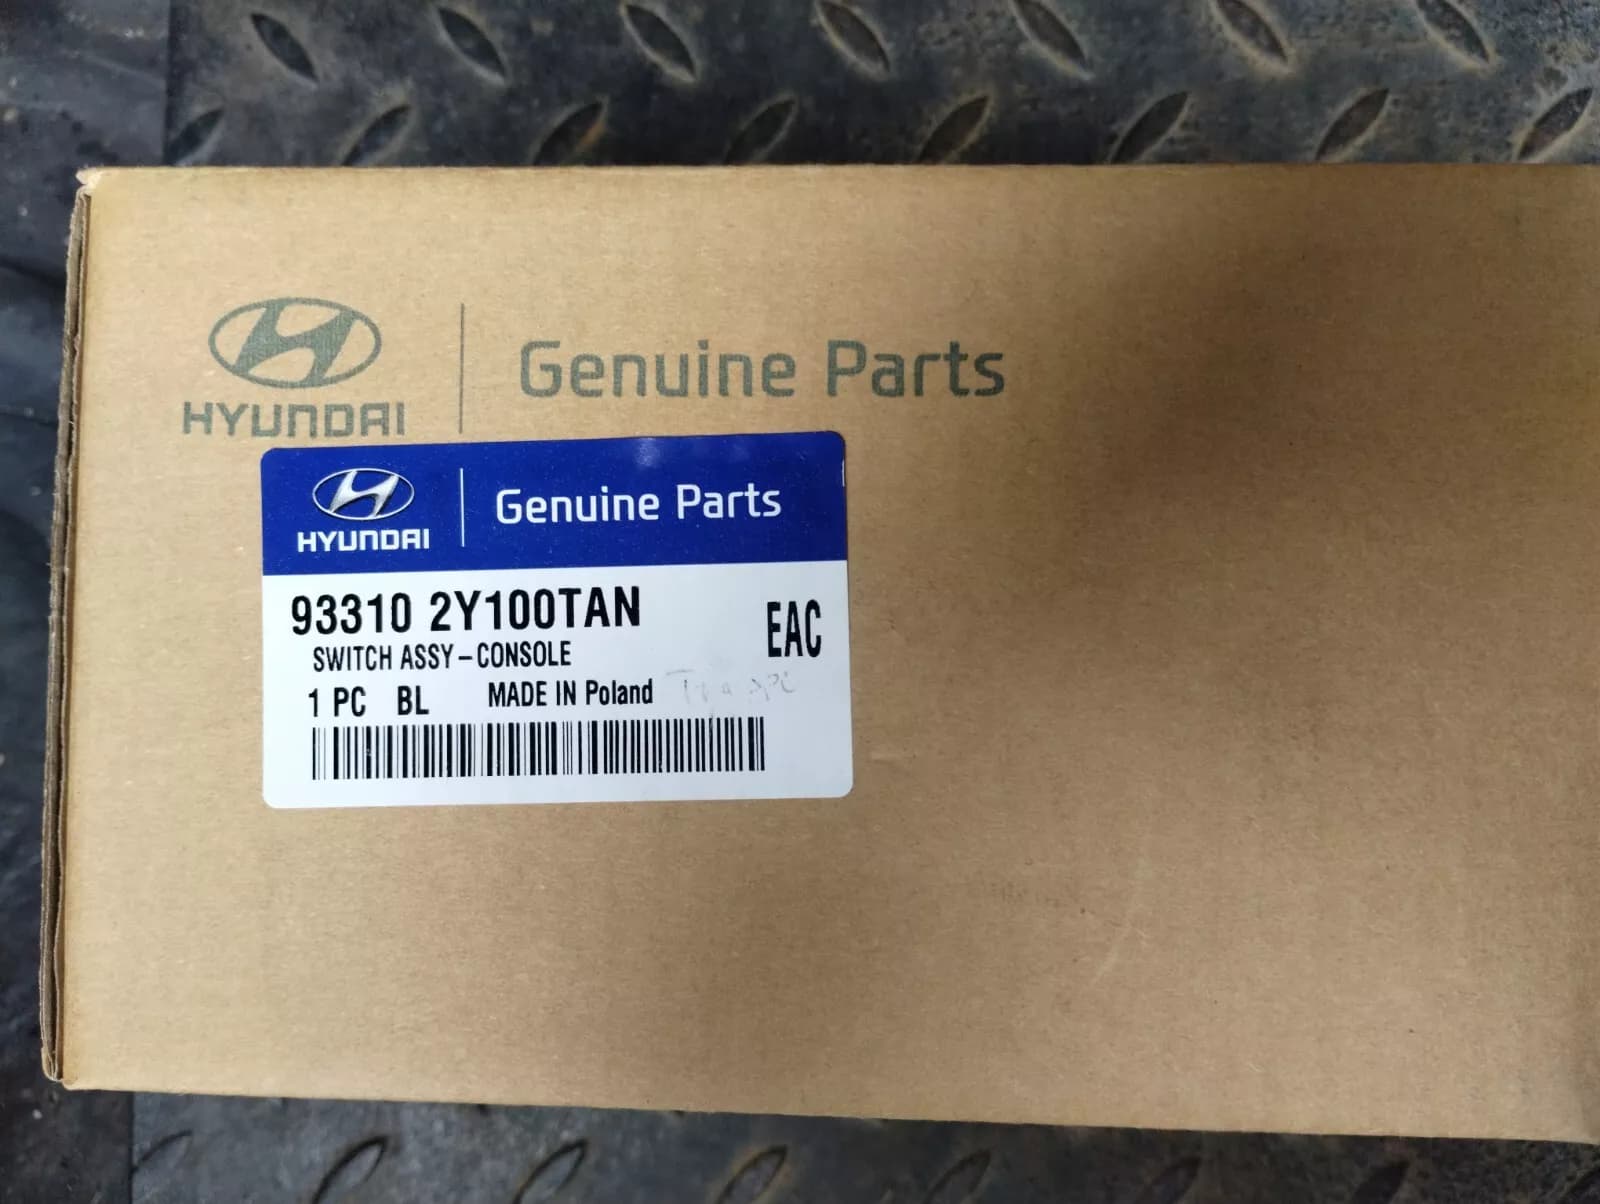 HYUNDAI
Genuine Parts
HYUNDAI
Genuine Parts
93310 2Y100TAN
EAC
SWITCH ASSY-CONSOLE
1 PC BL MADE IN Poland